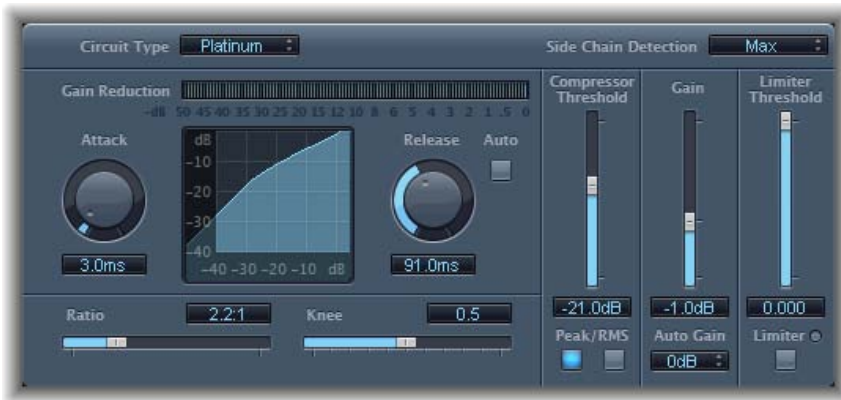 Circuit Type Platinum Side Chain Detection Max
Gain Reduction
-dB 50 45 40 35 30 25 20 15 12 10 8 6 5 4 3 2 1 .5 0
Compressor Threshold
Gain
Limiter Threshold
Attack
3.0ms
dB
-10
-20
-30
-40
-40 -30 -20 -10 dB
Release
91.0ms
Auto
-21.0dB
-1.0dB
0.000
Ratio 2.2:1
Knee 0.5
Peak/RMS
Auto Gain
0dB
Limiter